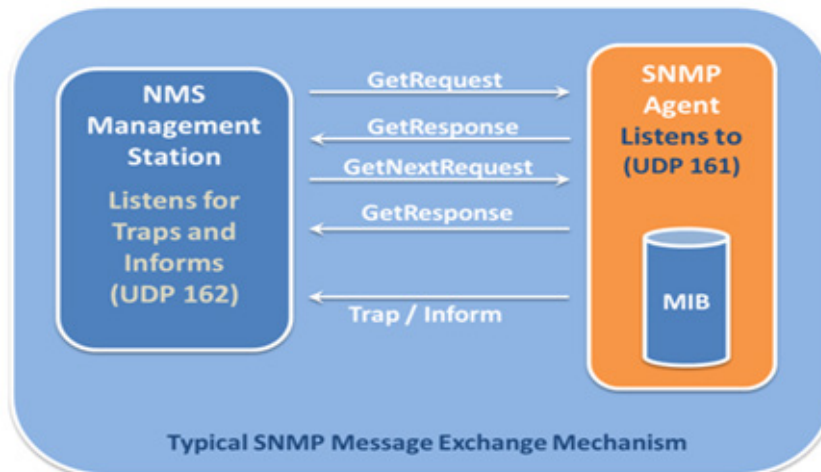 NMS
Management
Station
Listens for
Traps and
Informs
(UDP 162)
GetRequest
GetResponse
GetNextRequest
GetResponse
Trap / Inform
SNMP
Agent
Listens to
(UDP 161)
MIB
Typical SNMP Message Exchange Mechanism